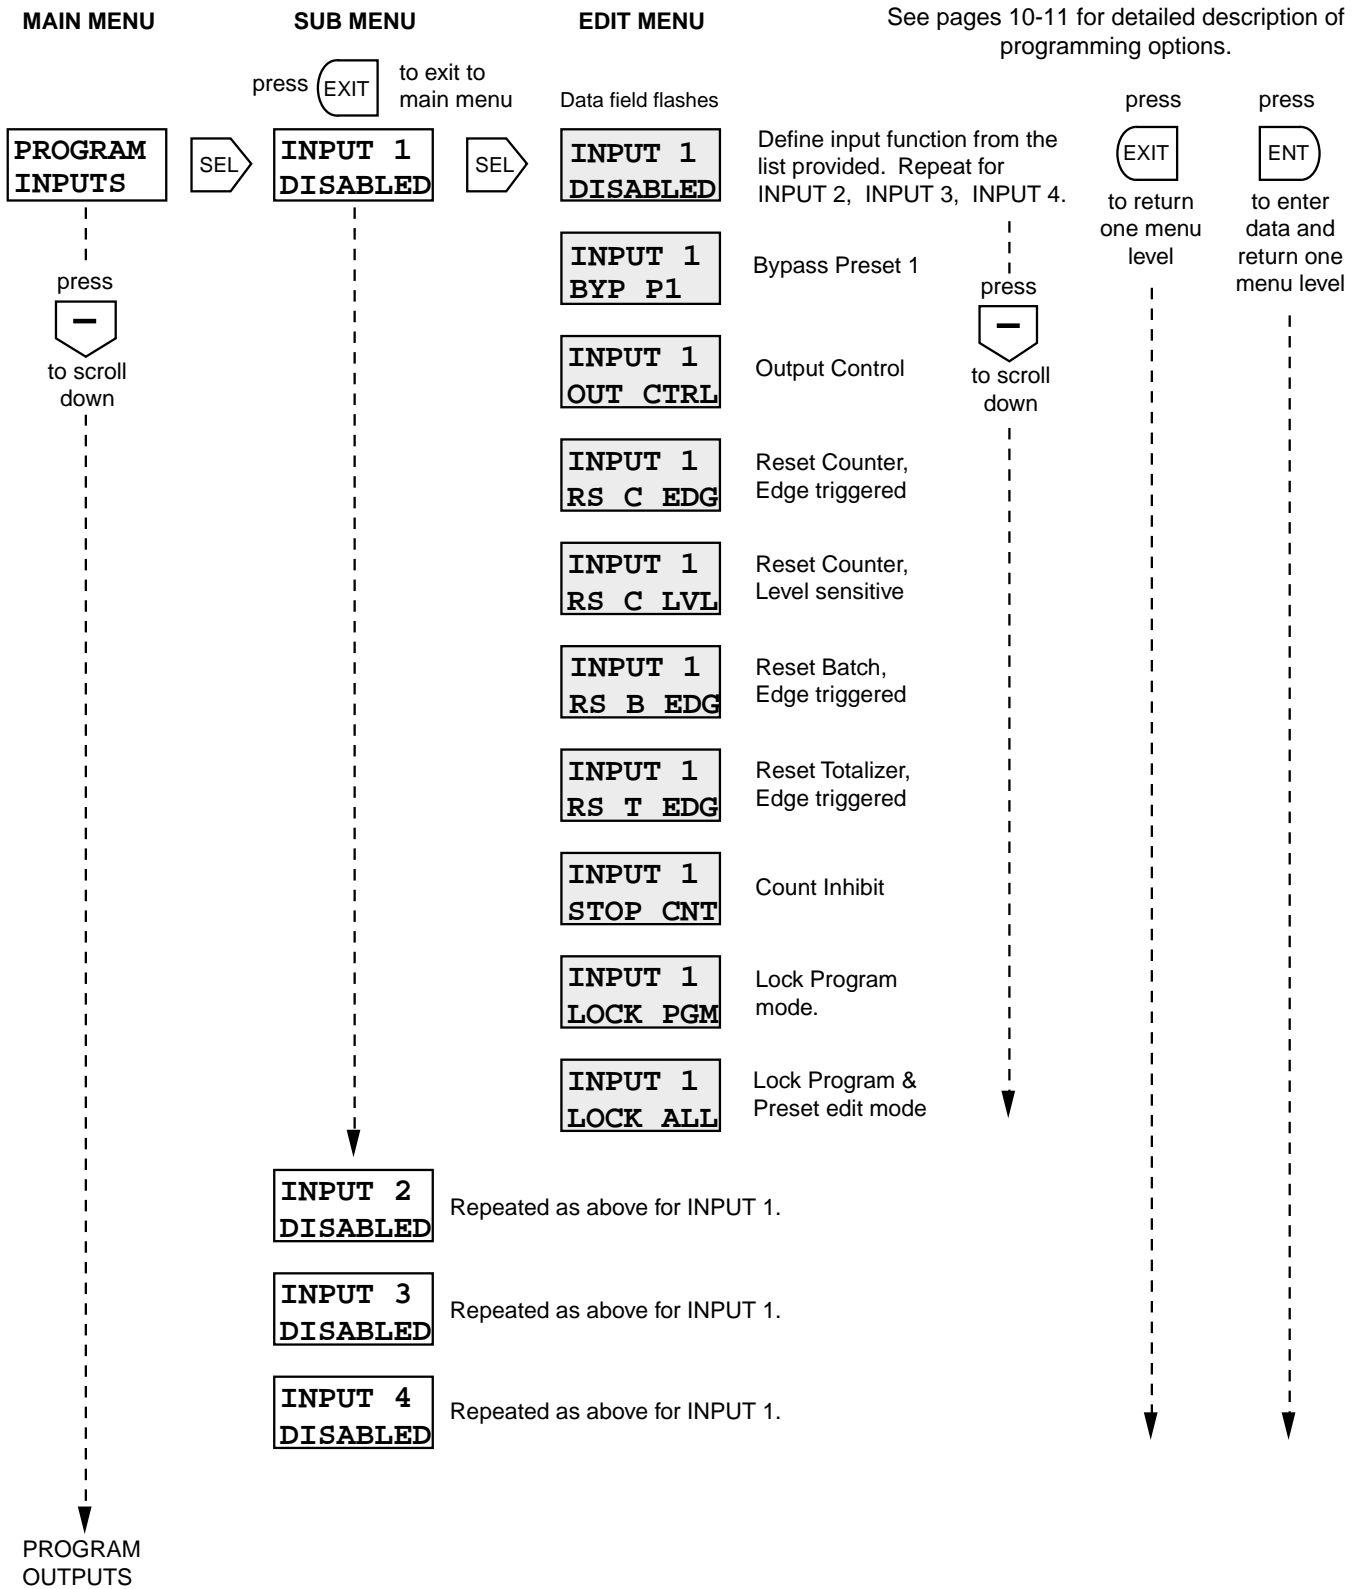 MAIN MENU
SUB MENU
EDIT MENU
See pages 10-11 for detailed description of
programming options.
press EXIT to exit to
main menu
Data field flashes
press
EXIT
to return
one menu
level
press
ENT
to enter
data and
return one
menu level
PROGRAM
INPUTS
SEL
INPUT 1
DISABLED
SEL
INPUT 1
DISABLED
Define input function from the
list provided. Repeat for
INPUT 2, INPUT 3, INPUT 4.
press
–
to scroll
down
INPUT 1
BYP P1
Bypass Preset 1
press
–
to scroll
down
INPUT 1
OUT CTRL
Output Control
INPUT 1
RS C EDG
Reset Counter,
Edge triggered
INPUT 1
RS C LVL
Reset Counter,
Level sensitive
INPUT 1
RS B EDG
Reset Batch,
Edge triggered
INPUT 1
RS T EDG
Reset Totalizer,
Edge triggered
INPUT 1
STOP CNT
Count Inhibit
INPUT 1
LOCK PGM
Lock Program
mode.
INPUT 1
LOCK ALL
Lock Program &
Preset edit mode
INPUT 2
DISABLED
Repeated as above for INPUT 1.
INPUT 3
DISABLED
Repeated as above for INPUT 1.
INPUT 4
DISABLED
Repeated as above for INPUT 1.
PROGRAM
OUTPUTS